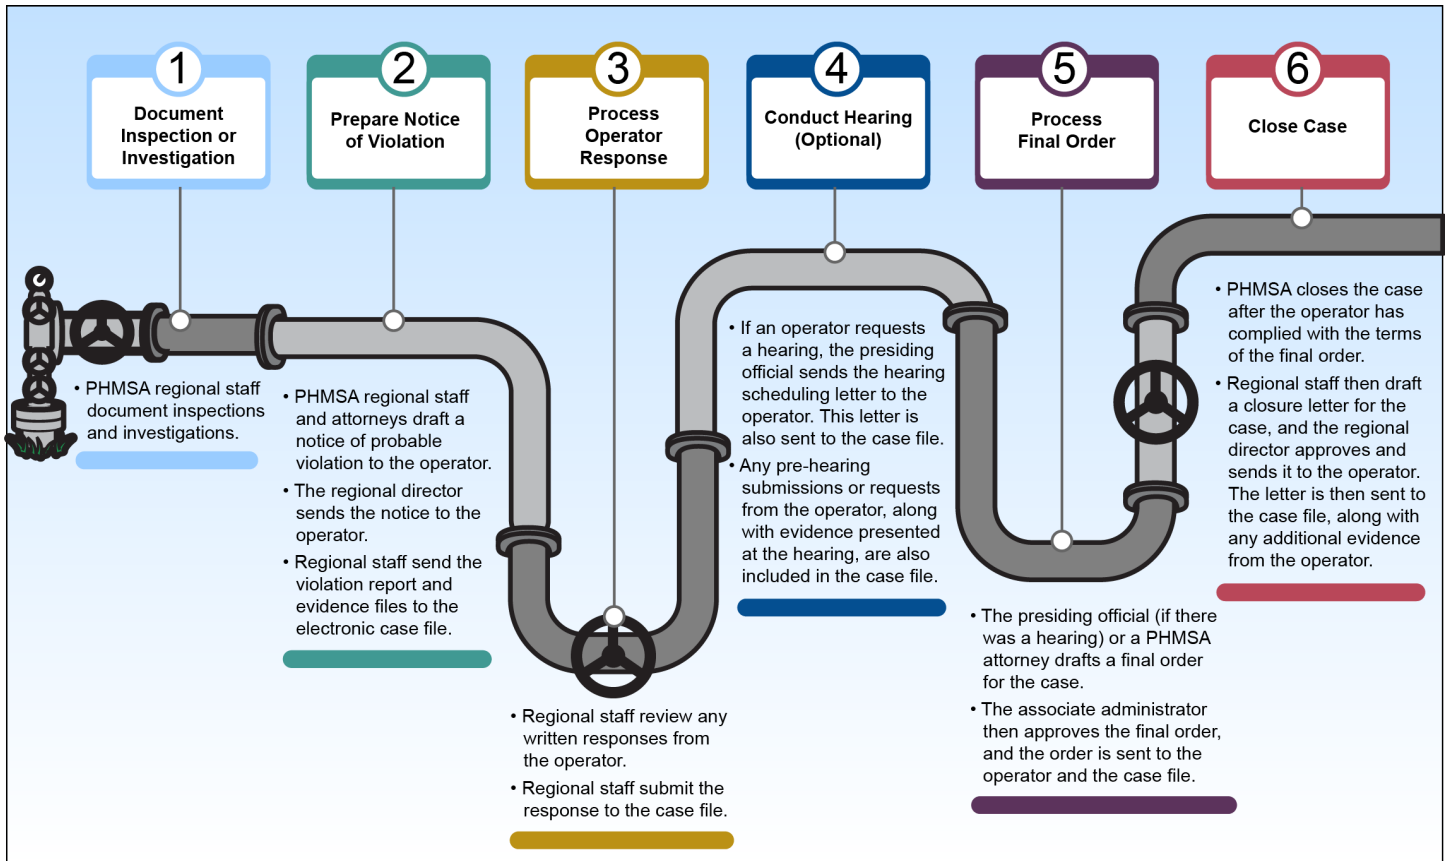 1
Document
Inspection or
Investigation
• PHMSA regional staff
document inspections
and investigations.
2
Prepare Notice
of Violation
• PHMSA regional staff
and attorneys draft a
notice of probable
violation to the operator.
• The regional director
sends the notice to the
operator.
• Regional staff send the
violation report and
evidence files to the
electronic case file.
3
Process
Operator
Response
• Regional staff review any
written responses from
the operator.
• Regional staff submit the
response to the case file.
4
Conduct Hearing
(Optional)
• If an operator requests
a hearing, the presiding
official sends the hearing
scheduling letter to the
operator. This letter is
also sent to the case file.
• Any pre-hearing
submissions or requests
from the operator, along
with evidence presented
at the hearing, are also
included in the case file.
5
Process
Final Order
• The presiding official (if there
was a hearing) or a PHMSA
attorney drafts a final order
for the case.
• The associate administrator
then approves the final order,
and the order is sent to the
operator and the case file.
6
Close Case
• PHMSA closes the case
after the operator has
complied with the terms
of the final order.
• Regional staff then draft
a closure letter for the
case, and the regional
director approves and
sends it to the operator.
The letter is then sent to
the case file, along with
any additional evidence
from the operator.